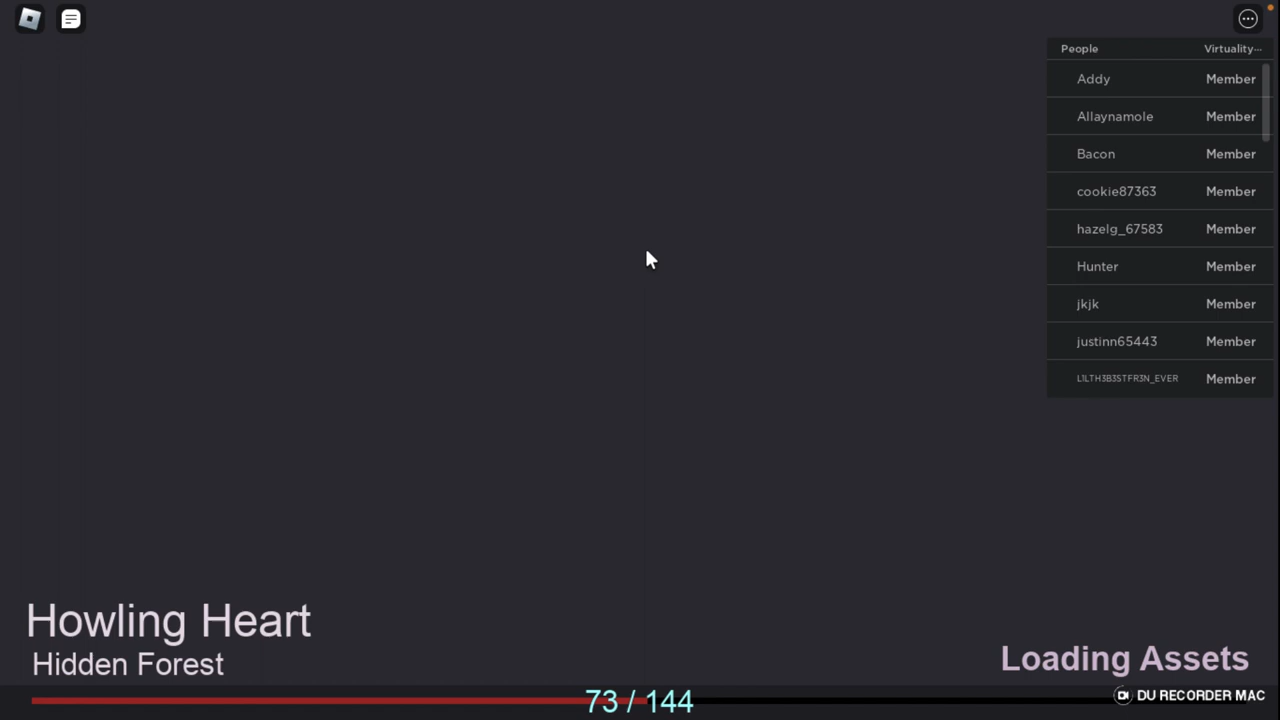 People Virtuality...
Addy Member
Allaynamole Member
Bacon Member
cookie87363 Member
hazelg_67583 Member
Hunter Member
jkjk Member
justinn65443 Member
L1LTH3B3STFR3N_EVER Member
Howling Heart
Hidden Forest
Loading Assets
73 / 144
DU RECORDER MAC